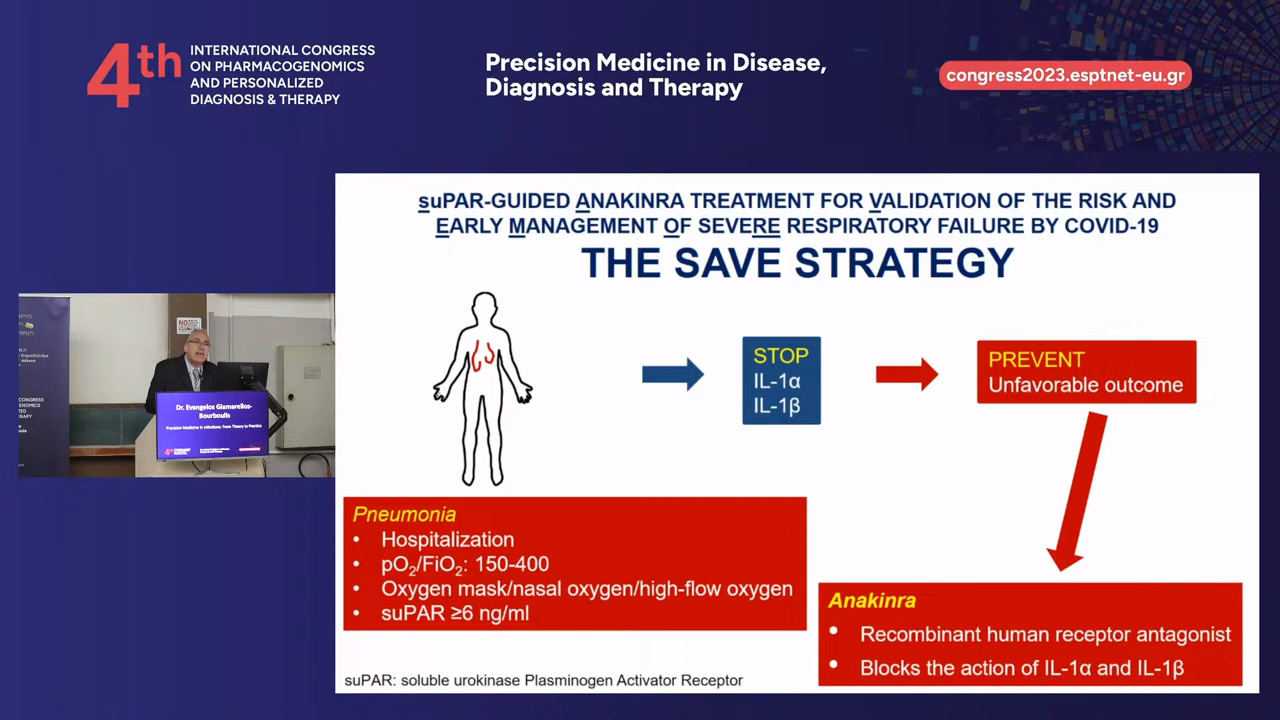 4th
INTERNATIONAL CONGRESS
ON PHARMACOGENOMICS
AND PERSONALIZED
DIAGNOSIS & THERAPY
Precision Medicine in Disease,
Diagnosis and Therapy
congress2023.esptnet-eu.gr
suPAR-GUIDED ANAKINRA TREATMENT FOR VALIDATION OF THE RISK AND
EARLY MANAGEMENT OF SEVERE RESPIRATORY FAILURE BY COVID-19
THE SAVE STRATEGY
STOP
IL-1α
IL-1β
PREVENT
Unfavorable outcome
NO
Dr. Evangelos Giamarellos-
Bourboulis
Precision Medicine in Infections: From Theory to Practice
Pneumonia
• Hospitalization
• pO₂/FiO₂: 150-400
• Oxygen mask/nasal oxygen/high-flow oxygen
• suPAR ≥6 ng/ml
Anakinra
• Recombinant human receptor antagonist
• Blocks the action of IL-1α and IL-1β
suPAR: soluble urokinase Plasminogen Activator Receptor